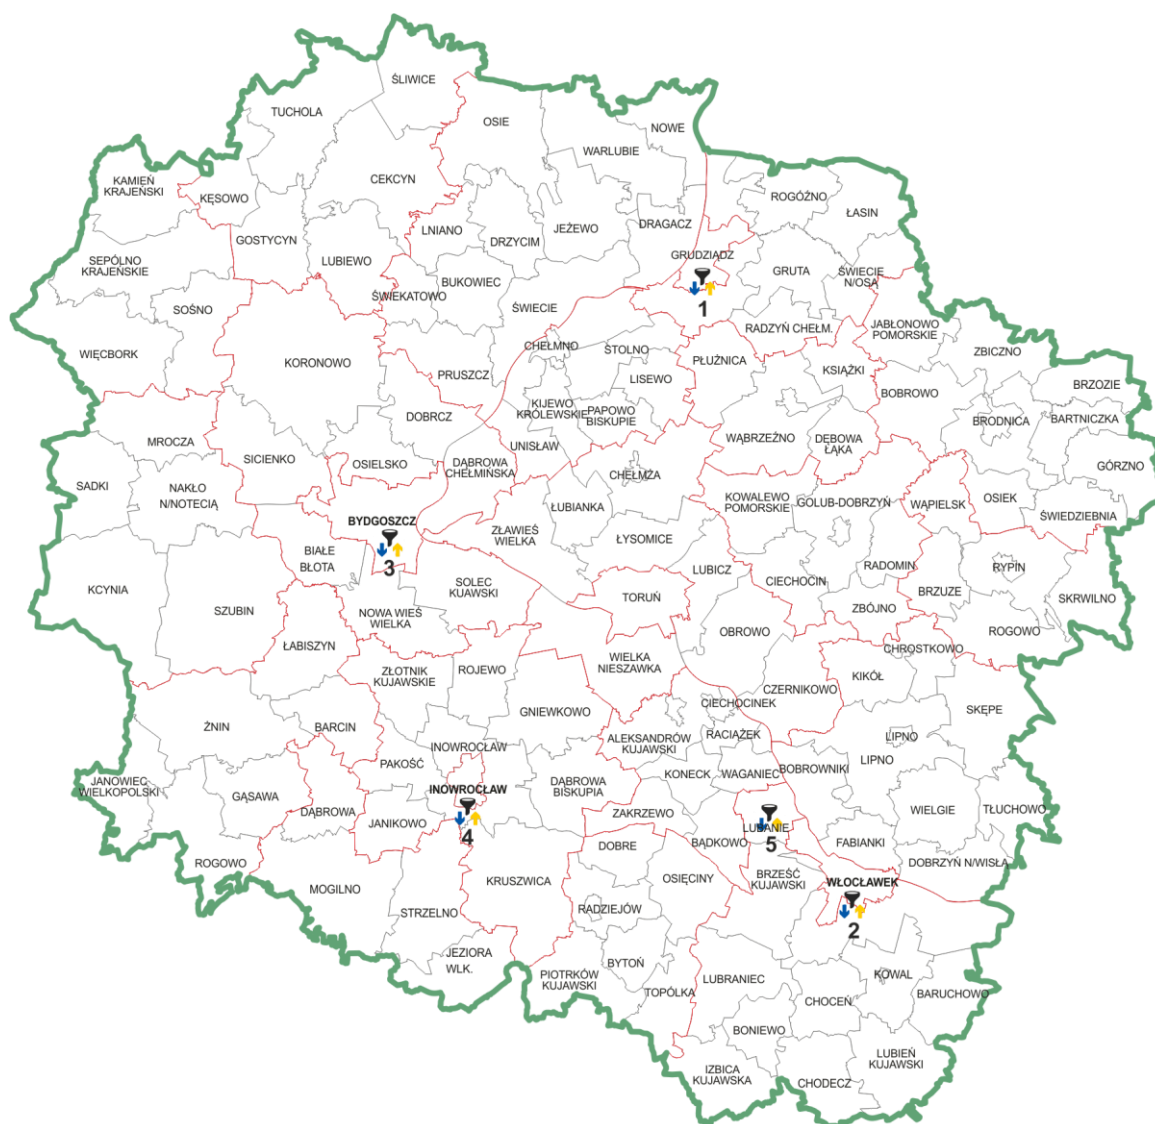 ŚLIWICE
TUCHOLA
OSIE
NOWE
WARLUBIE
KAMIEŃ
KRAJEŃSKI
KĘSOWO
CEKCYN
ROGÓŹNO
ŁASIN
GOSTYCYN
LNIANO
DRZYCIM
JEŻEWO
DRAGACZ
SĘPÓLNO
KRAJEŃSKIE
LUBIEWO
GRUDZIĄDZ
1
GRUTA
ŚWIECIE
N/OSĄ
BUKOWIEC
ŚWIEKATOWO
ŚWIECIE
SOŚNO
RADZYŃ CHEŁM.
JABŁONOWO
POMORSKIE
WIĘCBORK
KORONOWO
CHEŁMNO
STOLNO
PŁUŻNICA
ZBICZNO
PRUSZCZ
LISEWO
KSIĄŻKI
BOBROWO
BRZOZIE
KIJEWO
KRÓLEWSKIE
PAPOWO
BISKUPIE
DOBRCZ
BRODNICA
BARTNICZKA
MROCZA
UNISŁAW
WĄBRZEŹNO
DĘBOWA
ŁĄKA
SICIENKO
OSIELSKO
DĄBROWA
CHEŁMIŃSKA
GÓRZNO
SADKI
NAKŁO
N/NOTECIĄ
CHEŁMŻA
KOWALEWO
POMORSKIE
GOLUB-DOBRZYŃ
WĄPIELSK
OSIEK
ŚWIEDZIEBNIA
BYDGOSZCZ
3
ŁUBIANKA
ZŁAWIEŚ
WIELKA
ŁYSOMICE
BIAŁE
BŁOTA
LUBICZ
RADOMIN
RYPIN
KCYNIA
SOLEC
KUAWSKI
CIECHOCIN
SKRWILNO
TORUŃ
BRZUZE
SZUBIN
NOWA WIEŚ
WIELKA
ZBÓJNO
OBROWO
ROGOWO
ŁABISZYN
CHROSTKOWO
WIELKA
NIESZAWKA
ZŁOTNIK
KUJAWSKIE
ROJEWO
KIKÓŁ
CZERNIKOWO
CIECHOCINEK
SKĘPE
GNIEWKOWO
ŻNIN
BARCIN
ALEKSANDRÓW
KUJAWSKI
RACIĄŻEK
LIPNO
INOWROCŁAW
PAKOŚĆ
LIPNO
KONECK
WAGANIEC
BOBROWNIKI
JANOWIEC
WIELKOPOLSKI
DĄBROWA
BISKUPIA
GĄSAWA
INOWROCŁAW
4
TŁUCHOWO
DĄBROWA
JANIKOWO
ZAKRZEWO
WIELGIE
LUBANIE
5
BĄDKOWO
FABIANKI
DOBRE
ROGOWO
DOBRZYŃ N/WISŁĄ
BRZEŚĆ
KUJAWSKI
OSIĘCINY
MOGILNO
KRUSZWICA
WŁOCŁAWEK
2
RADZIEJÓW
STRZELNO
JEZIORA
WLK.
BYTOŃ
PIOTRKÓW
KUJAWSKI
KOWAL
LUBRANIEC
TOPÓLKA
BARUCHOWO
CHOCEŃ
BONIEWO
LUBIEŃ
KUJAWSKI
IZBICA
KUJAWSKA
CHODECZ